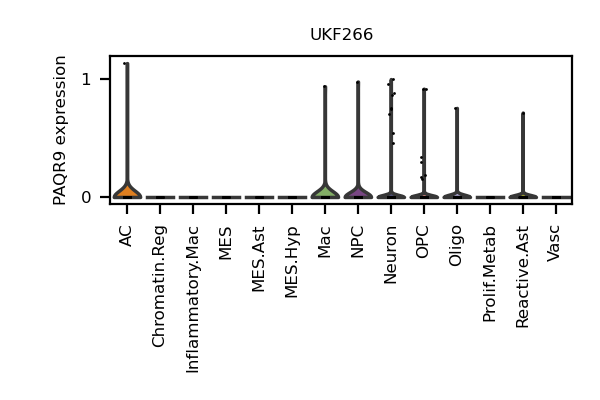 UKF266
PAQR9 expression
1
0
AC
Chromatin.Reg
Inflammatory.Mac
MES
MES.Ast
MES.Hyp
Mac
NPC
Neuron
OPC
Oligo
Prolif.Metab
Reactive.Ast
Vasc